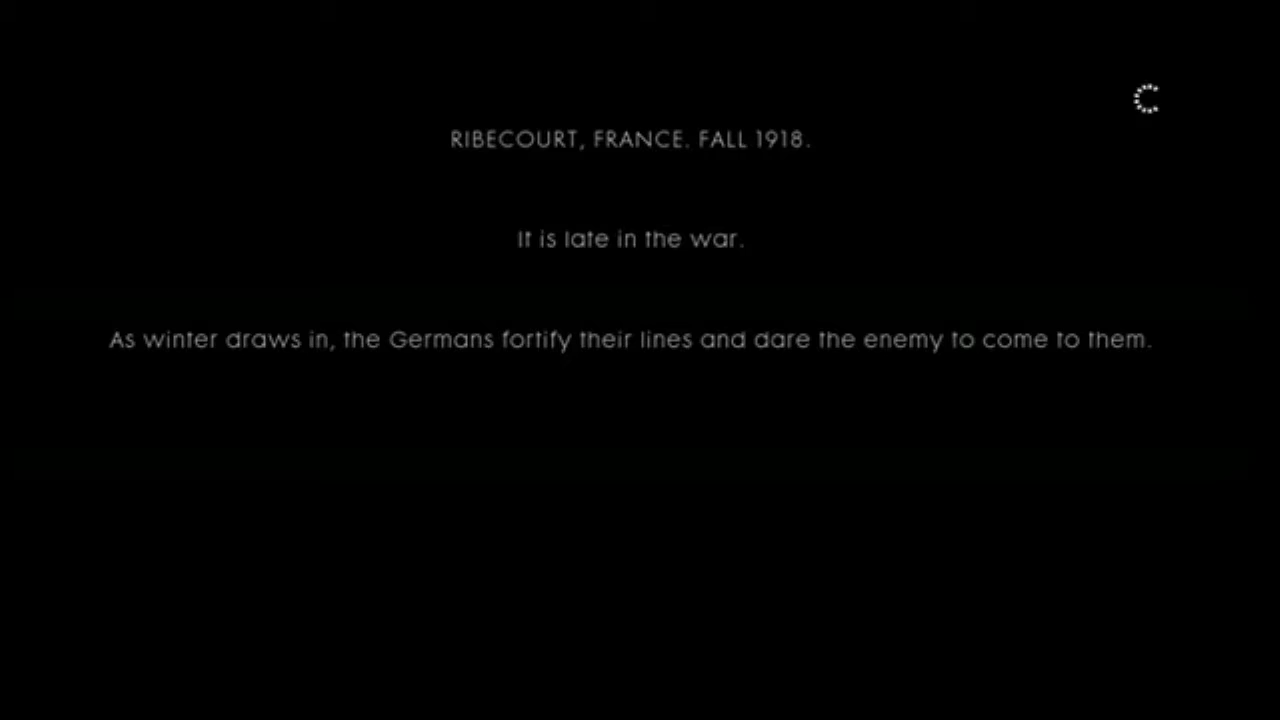 RIBECOURT, FRANCE. FALL 1918.
It is late in the war.
As winter draws in, the Germans fortify their lines and dare the enemy to come to them.